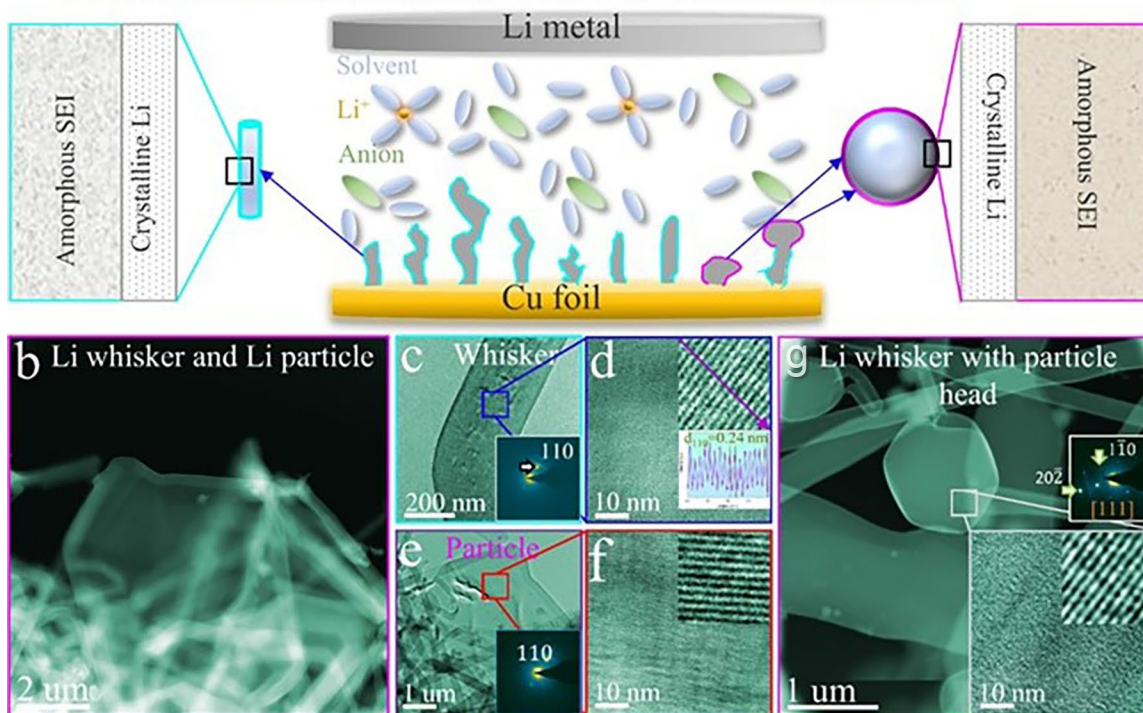 Li metal
Solvent
Li⁺
Anion
Cu foil
Amorphous SEI
Crystalline Li
Crystalline Li
Amorphous SEI
b Li whisker and Li particle
2 um
c Whisker
110
200 nm
d
d₁₁₀=0.24 nm
10 nm
e Particle
110
1 um
f
10 nm
g Li whisker with particle
head
11̅0
202̅
[111]
1 um
10 nm